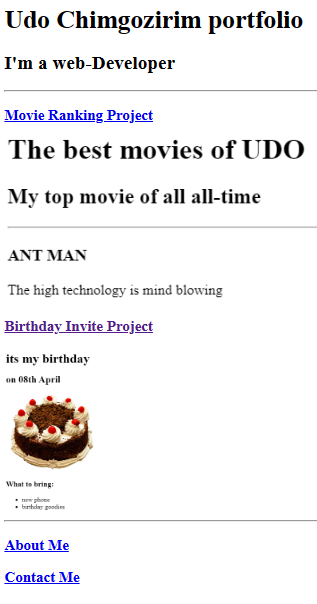 Udo Chimgozirim portfolio
I'm a web-Developer
Movie Ranking Project
The best movies of UDO
My top movie of all all-time
ANT MAN
The high technology is mind blowing
Birthday Invite Project
its my birthday
on 08th April
What to bring:
new phone
birthday goodies
About Me
Contact Me